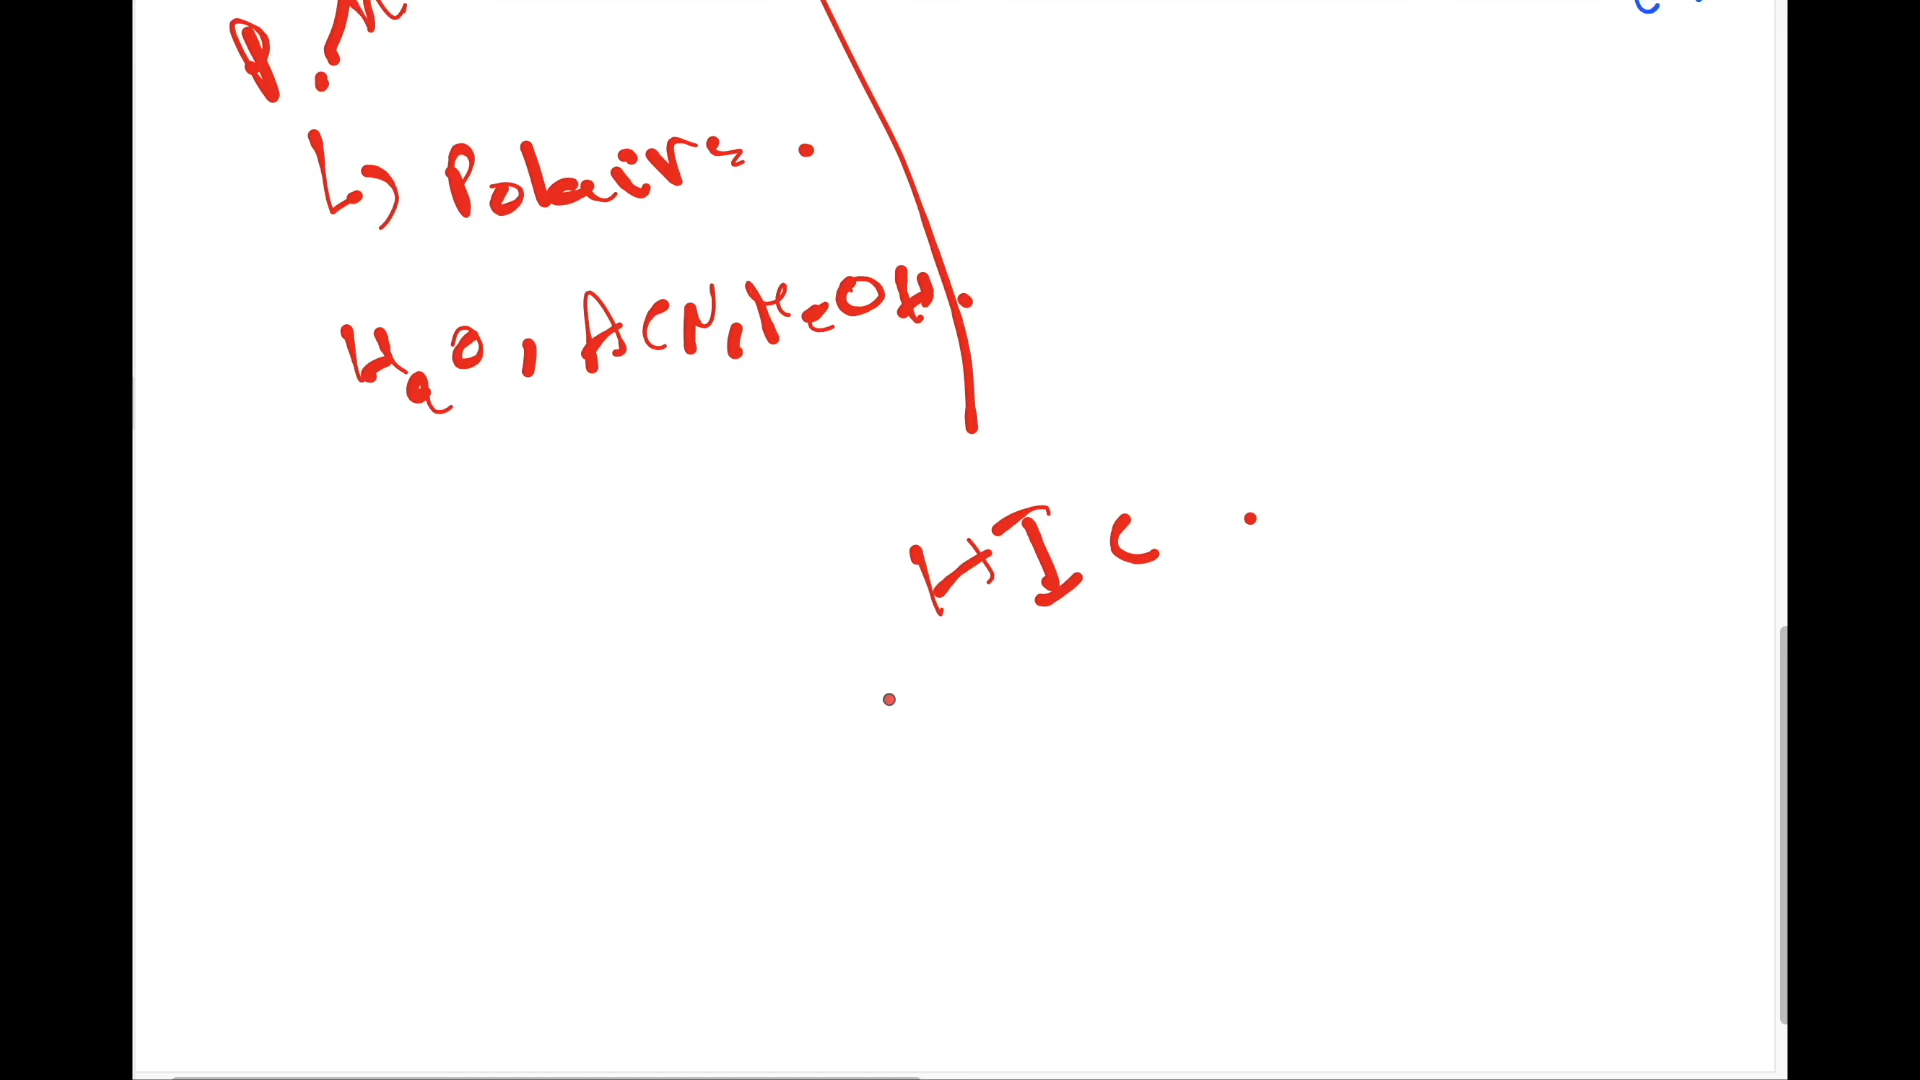 P.M
↳ Polaire.
H2O, ACN, MeOH.
HIC.